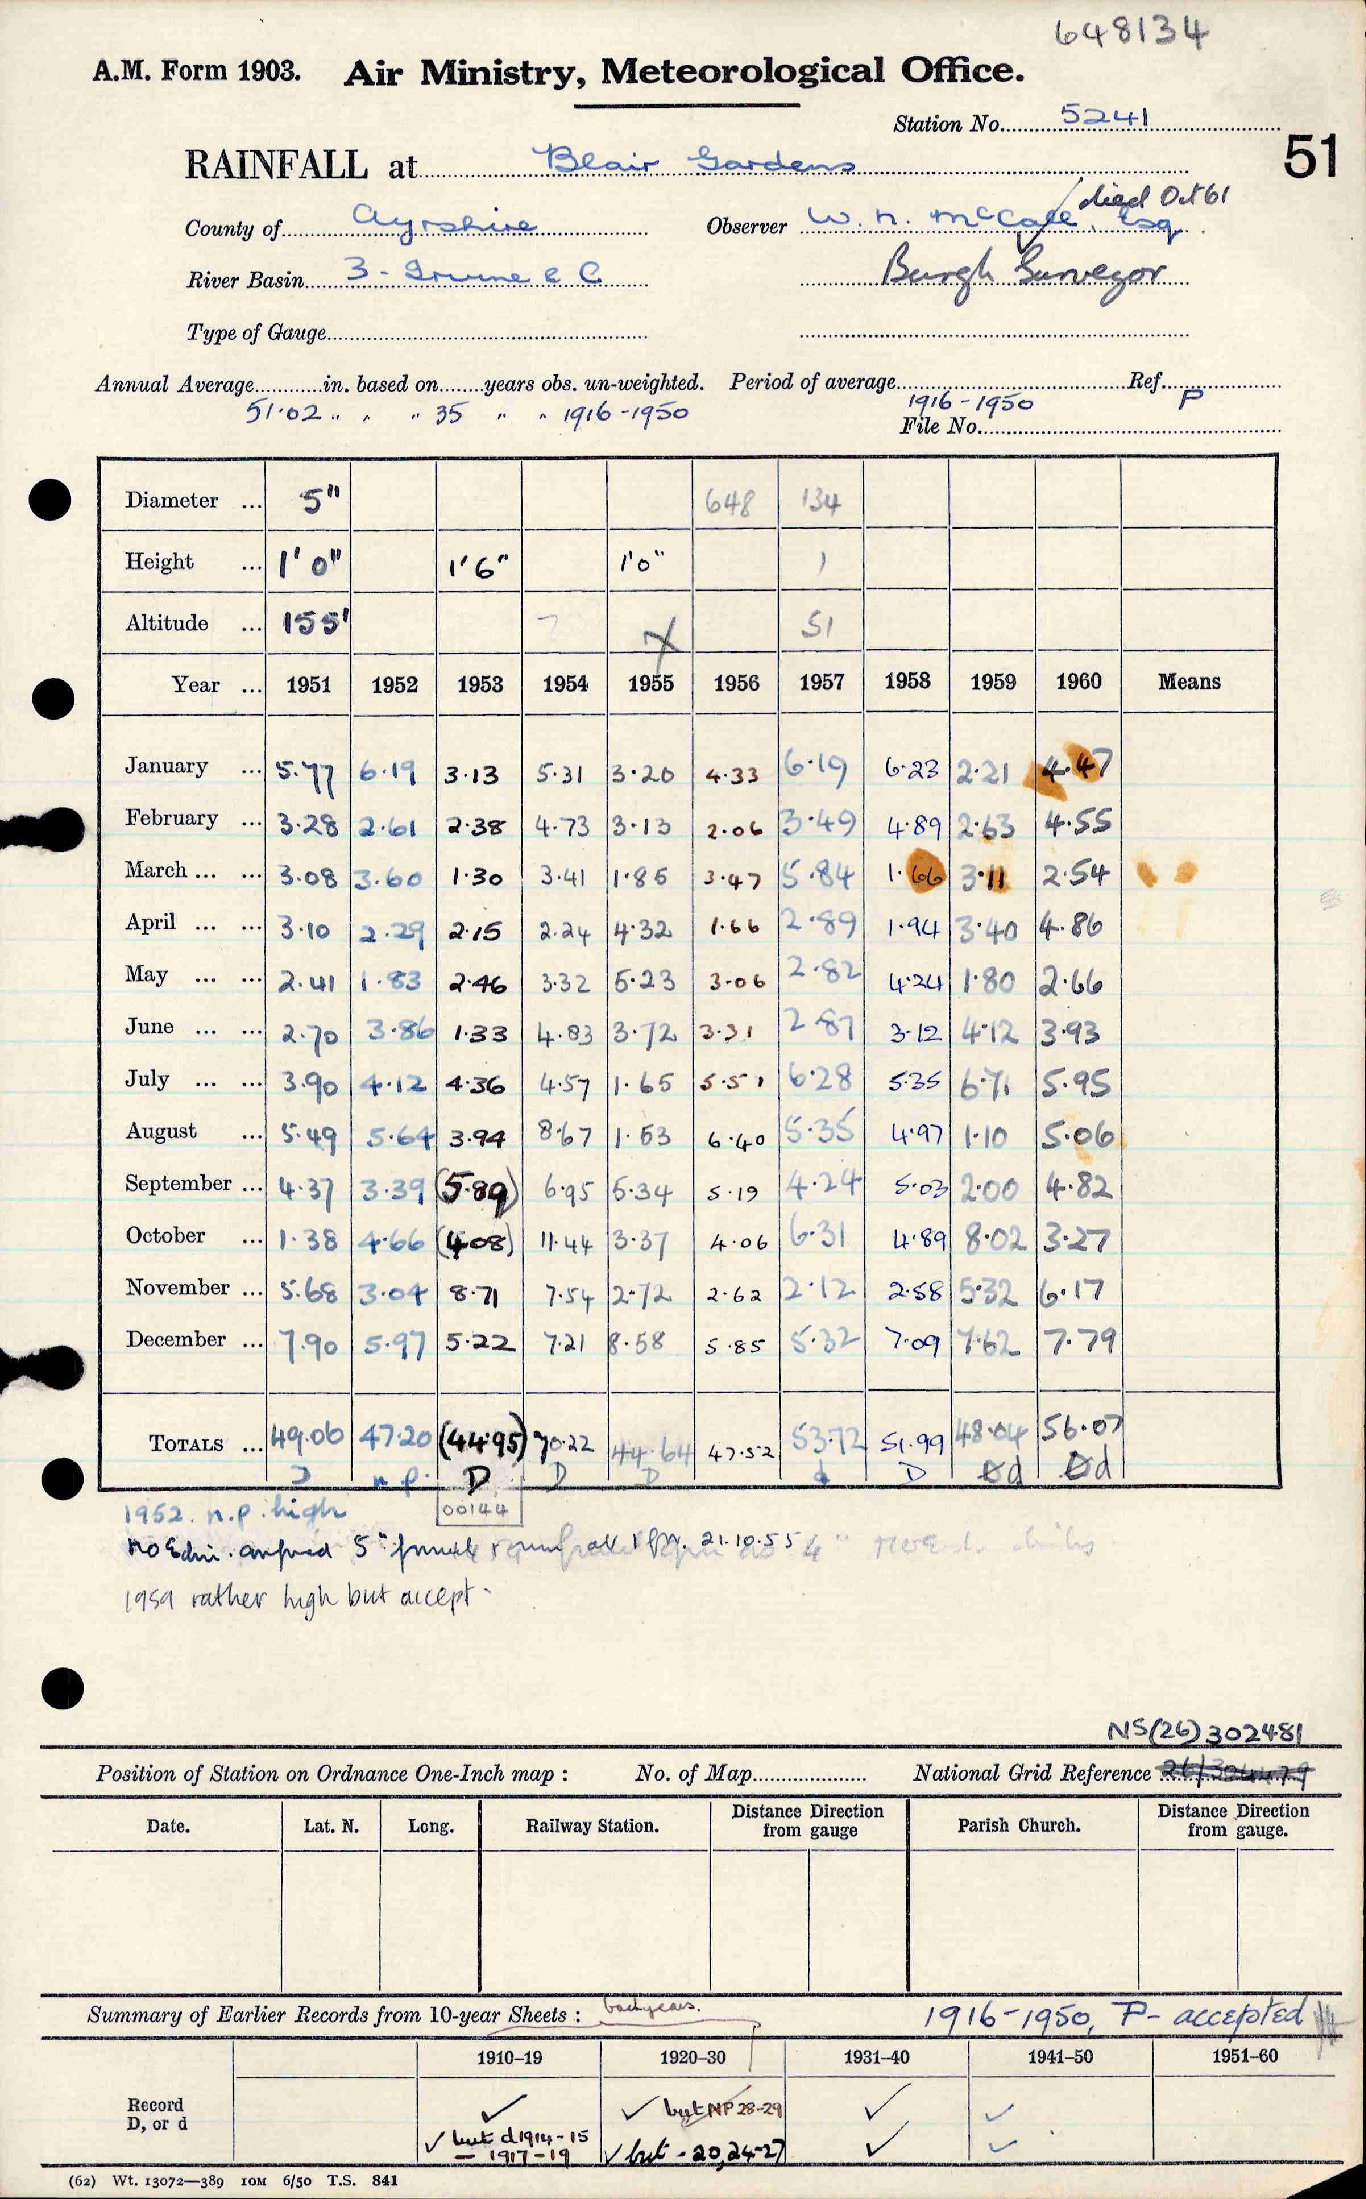 648134
A.M. Form 1903. Air Ministry, Meteorological Office.
Station No. 5241
51
RAINFALL at Blair Gardens
died Oct 61
County of Ayrshire Observer W. N. McCall, Esq.
River Basin 3 - Irvine & C Burgh Surveyor
Type of Gauge
Annual Average in. based on years obs. un-weighted. Period of average Ref.
51.02 " " " 35 " " 1916-1950 1916-1950 P
File No.
Diameter ... 5" 648 134
Height ... 1' 0" 1'6" 1'0" 1
Altitude ... 155' 7 X 51
Year ... 1951 1952 1953 1954 1955 1956 1957 1958 1959 1960 Means
January ... 5.77 6.19 3.13 5.31 3.20 4.33 6.19 6.23 2.21 4.47
February ... 3.28 2.61 2.38 4.73 3.13 2.06 3.49 4.89 2.63 4.55
March ... ... 3.08 3.60 1.30 3.41 1.85 3.47 5.84 1.66 3.11 2.54
April ... ... 3.10 2.29 2.15 2.24 4.32 1.66 2.89 1.94 3.40 4.86
May ... ... 2.41 1.83 2.46 3.32 5.23 3.06 2.82 4.24 1.80 2.66
June ... ... 2.70 3.86 1.33 4.83 3.72 3.31 2.87 3.12 4.12 3.93
July ... ... 3.90 4.12 4.36 4.57 1.65 5.51 6.28 5.35 6.71 5.95
August ... 5.49 5.64 3.94 8.67 1.53 6.40 5.35 4.97 1.10 5.06
September ... 4.37 3.39 (5.89) 6.95 5.34 5.19 4.24 5.03 2.00 4.82
October ... 1.38 4.66 (4.08) 11.44 3.37 4.06 6.31 4.89 8.02 3.27
November ... 5.68 3.04 8.71 7.54 2.72 2.62 2.12 2.58 5.32 6.17
December ... 7.90 5.97 5.22 7.21 8.58 5.85 5.32 7.09 7.62 7.79
TOTALS ... 49.06 47.20 (44.95) 70.22 44.64 47.52 53.72 51.99 48.04 56.07
D n.p. D D D d D d d
00144
1952. n.p. high
MO Edin. 5" 21.10.55
1959 rather high but accept.
NS(26)302481
Position of Station on Ordnance One-Inch map : No. of Map National Grid Reference
Date. Lat. N. Long. Railway Station. Distance Direction from gauge Parish Church. Distance Direction from gauge.
Summary of Earlier Records from 10-year Sheets : back years. 1916-1950, P- accepted
1910–19 1920–30 1931–40 1941–50 1951–60
Record
D, or d
✓ ✓ but NP 28-29 ✓ ✓
✓ but d 1914-15 — 1917-19 ✓ but - 20, 24-27 ✓ ✓
(62) Wt. 13072—389 10M 6/50 T.S. 841